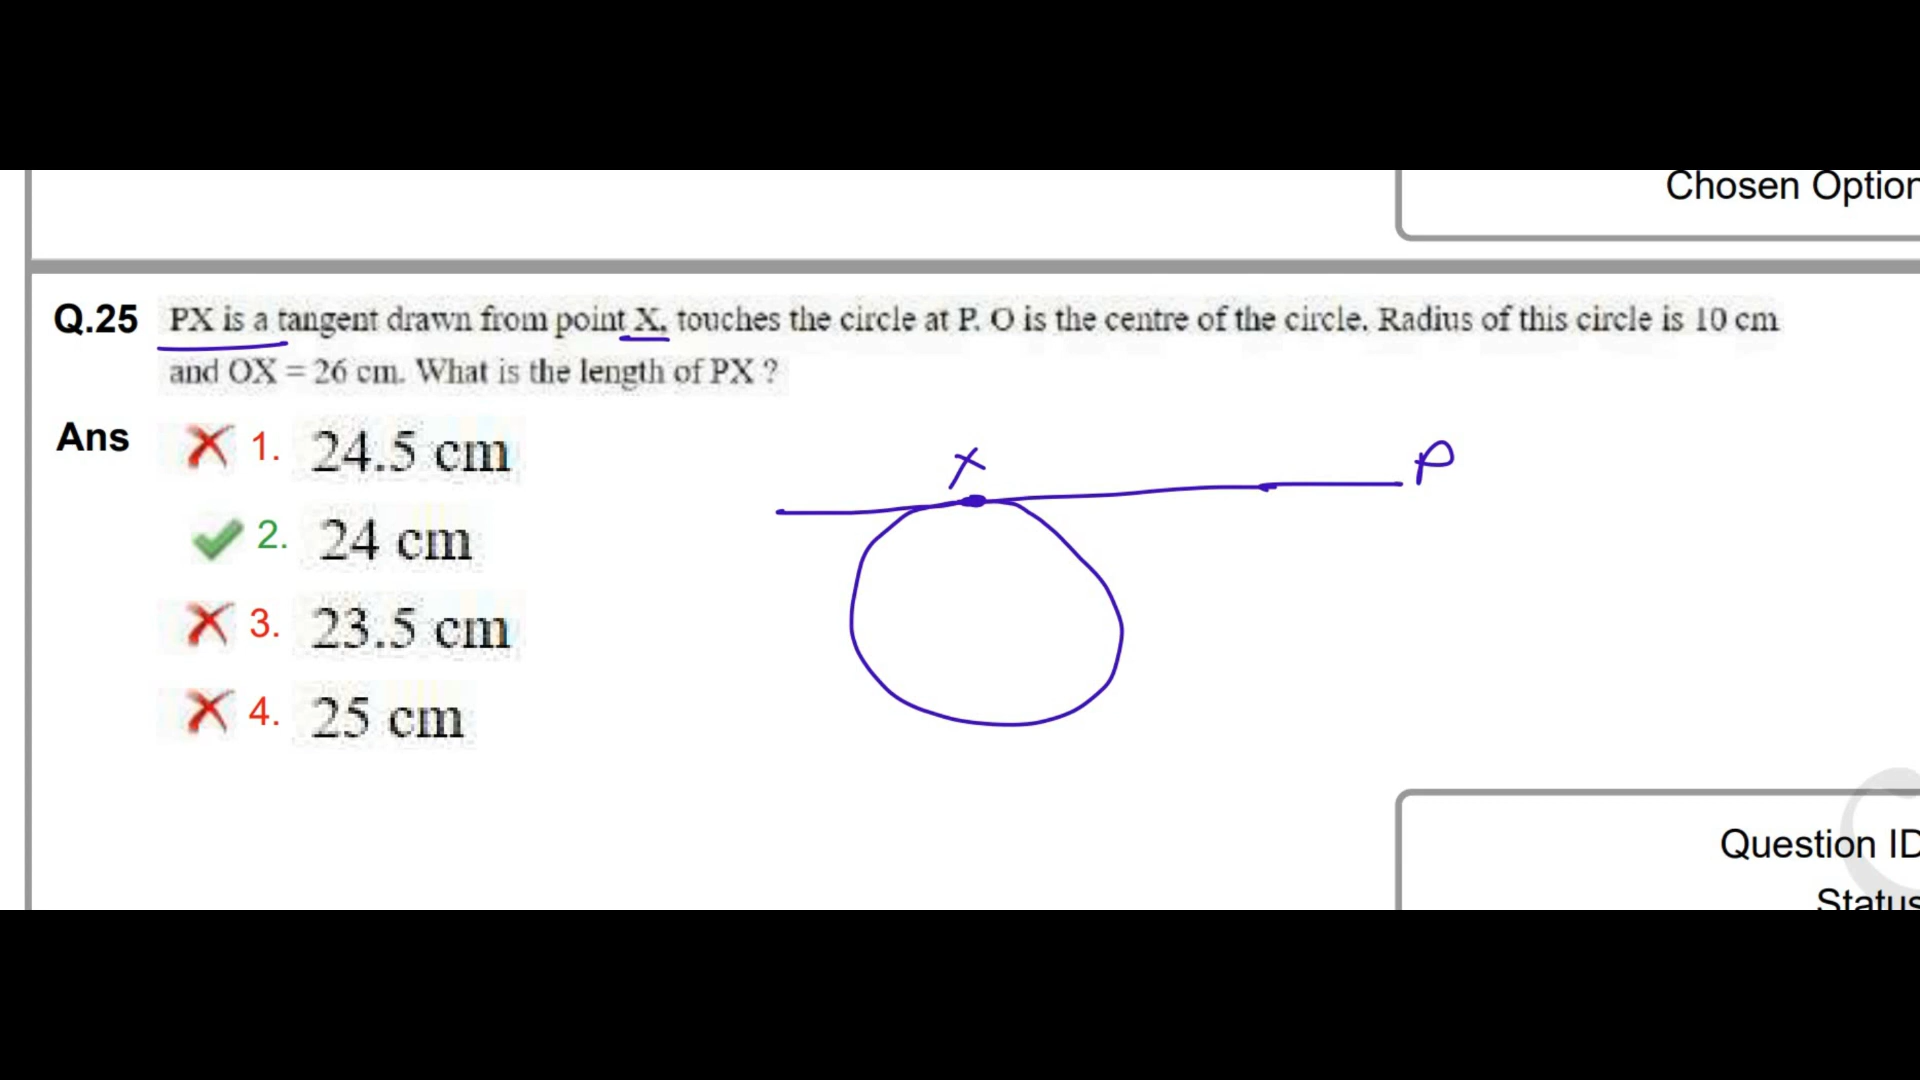 Chosen Option
Q.25 PX is a tangent drawn from point X, touches the circle at P. O is the centre of the circle. Radius of this circle is 10 cm
and OX = 26 cm. What is the length of PX ?
Ans 1. 24.5 cm
2. 24 cm
3. 23.5 cm
4. 25 cm
X
P
Question ID
Status